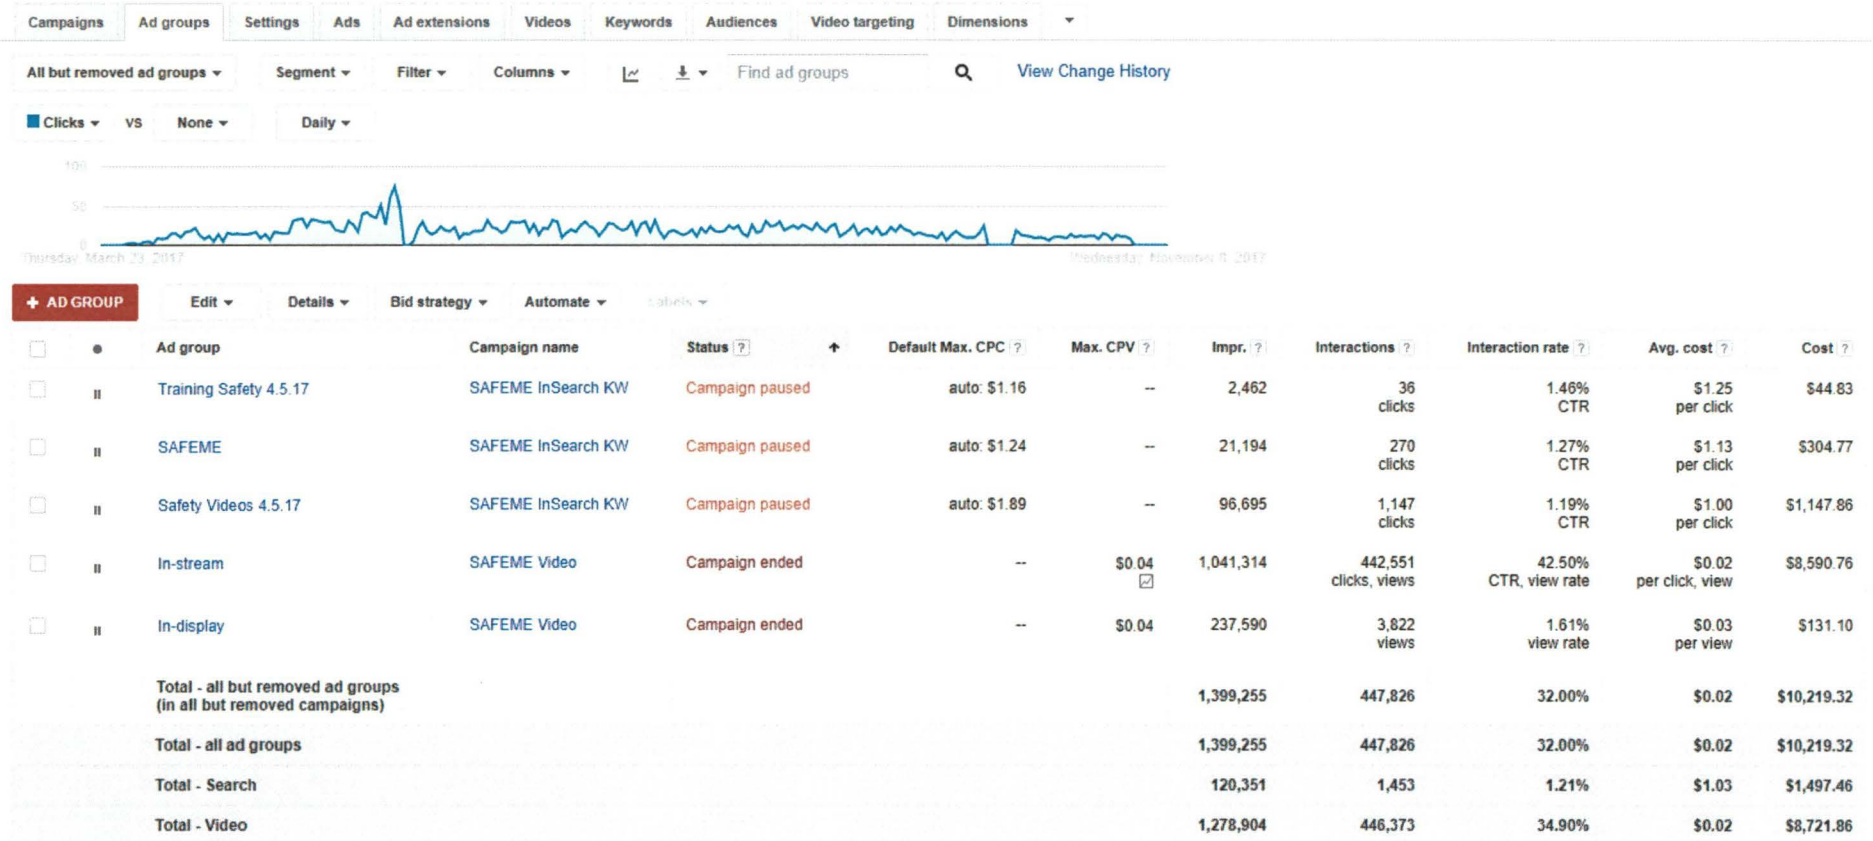 Campaigns Ad groups Settings Ads Ad extensions Videos Keywords Audiences Video targeting Dimensions
All but removed ad groups Segment Filter Columns Find ad groups View Change History
Clicks VS None Daily
100
50
0
Thursday, March 23, 2017 Wednesday, November 8, 2017
+ AD GROUP Edit Details Bid strategy Automate Labels
Ad group Campaign name Status ? Default Max. CPC ? Max. CPV ? Impr. ? Interactions ? Interaction rate ? Avg. cost ? Cost ?
Training Safety 4.5.17 SAFEME InSearch KW Campaign paused auto: $1.16 -- 2,462 36 1.46% $1.25 $44.83
clicks CTR per click
SAFEME SAFEME InSearch KW Campaign paused auto: $1.24 -- 21,194 270 1.27% $1.13 $304.77
clicks CTR per click
Safety Videos 4.5.17 SAFEME InSearch KW Campaign paused auto: $1.89 -- 96,695 1,147 1.19% $1.00 $1,147.86
clicks CTR per click
In-stream SAFEME Video Campaign ended -- $0.04 1,041,314 442,551 42.50% $0.02 $8,590.76
clicks, views CTR, view rate per click, view
In-display SAFEME Video Campaign ended -- $0.04 237,590 3,822 1.61% $0.03 $131.10
views view rate per view
Total - all but removed ad groups
(in all but removed campaigns) 1,399,255 447,826 32.00% $0.02 $10,219.32
Total - all ad groups 1,399,255 447,826 32.00% $0.02 $10,219.32
Total - Search 120,351 1,453 1.21% $1.03 $1,497.46
Total - Video 1,278,904 446,373 34.90% $0.02 $8,721.86